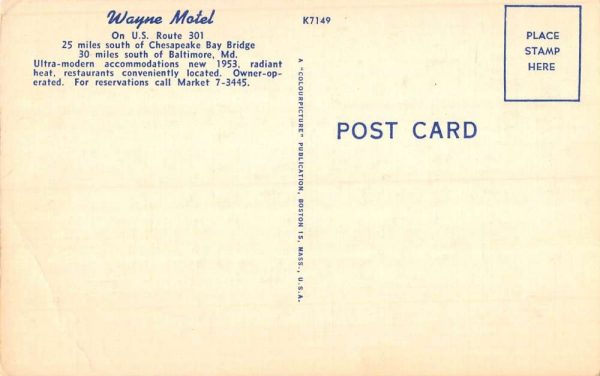 Wayne Motel
On U.S. Route 301
25 miles south of Chesapeake Bay Bridge
30 miles south of Baltimore, Md.
Ultra-modern accommodations new 1953, radiant
heat, restaurants conveniently located. Owner-op-
erated. For reservations call Market 7-3445.
K7149
A "COLOURPICTURE" PUBLICATION, BOSTON 15, MASS., U.S.A.
PLACE
STAMP
HERE
POST CARD